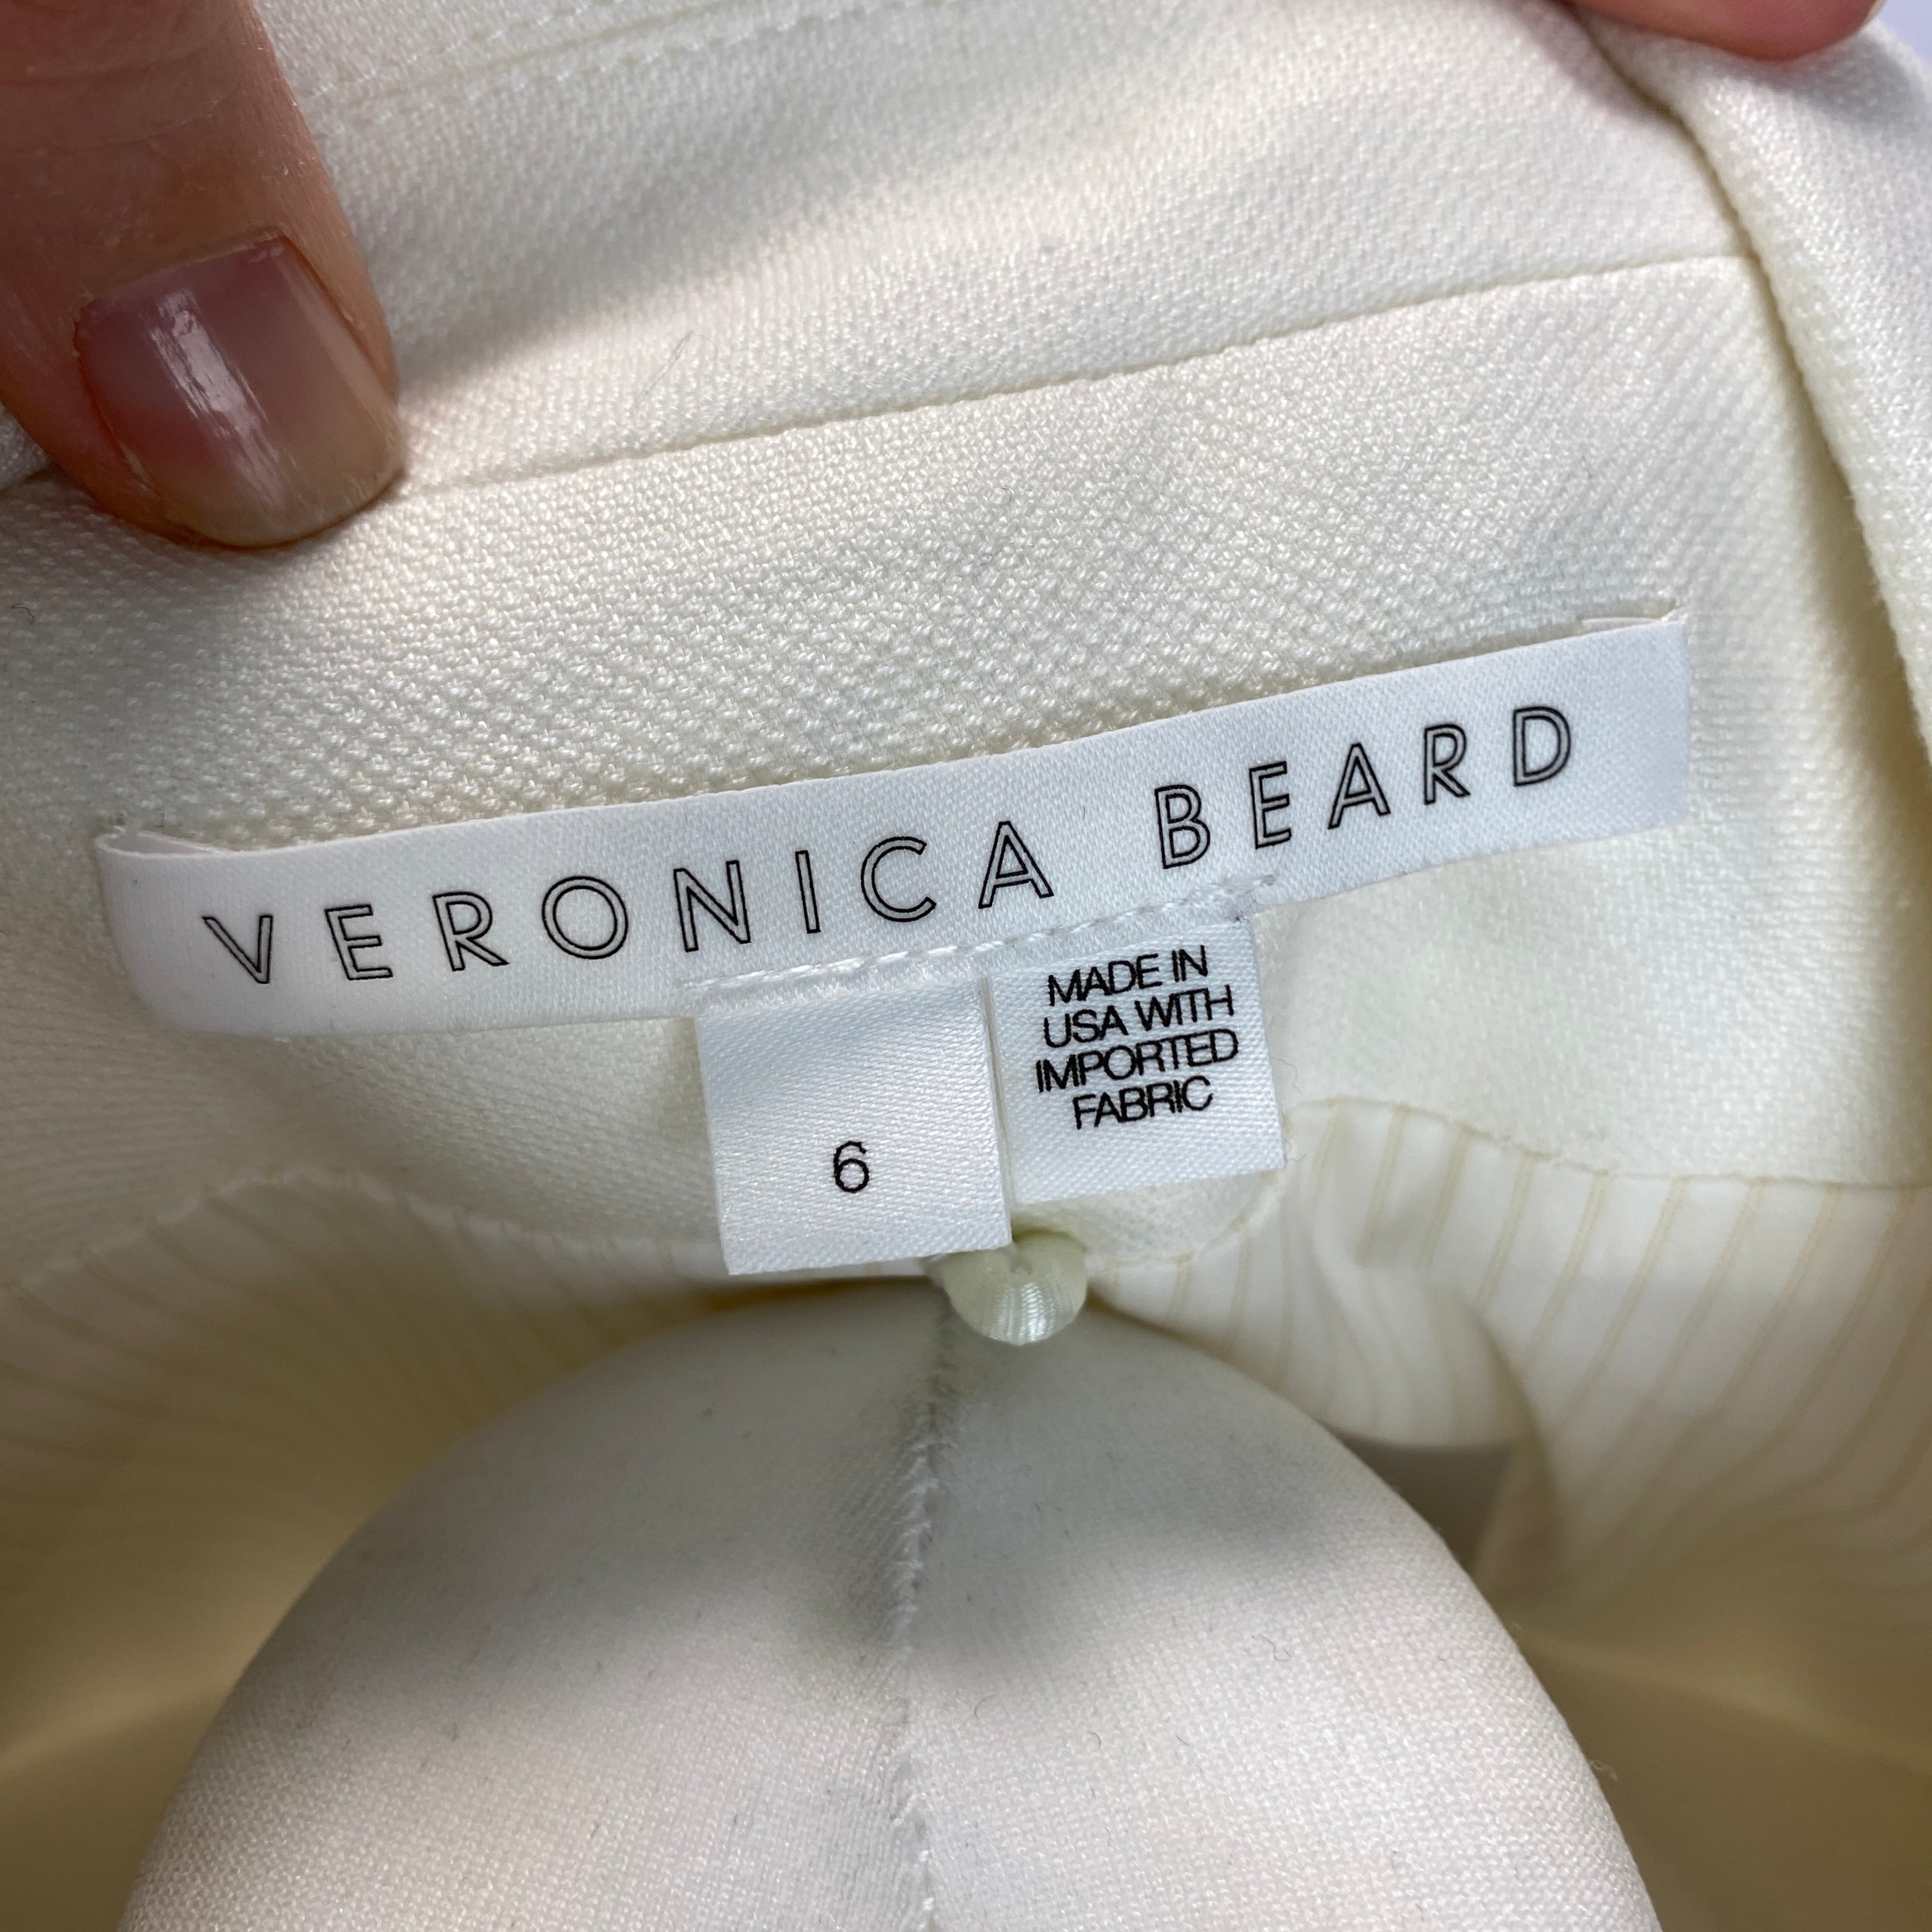 VERONICA BEARD
6
MADE IN
USA WITH
IMPORTED
FABRIC